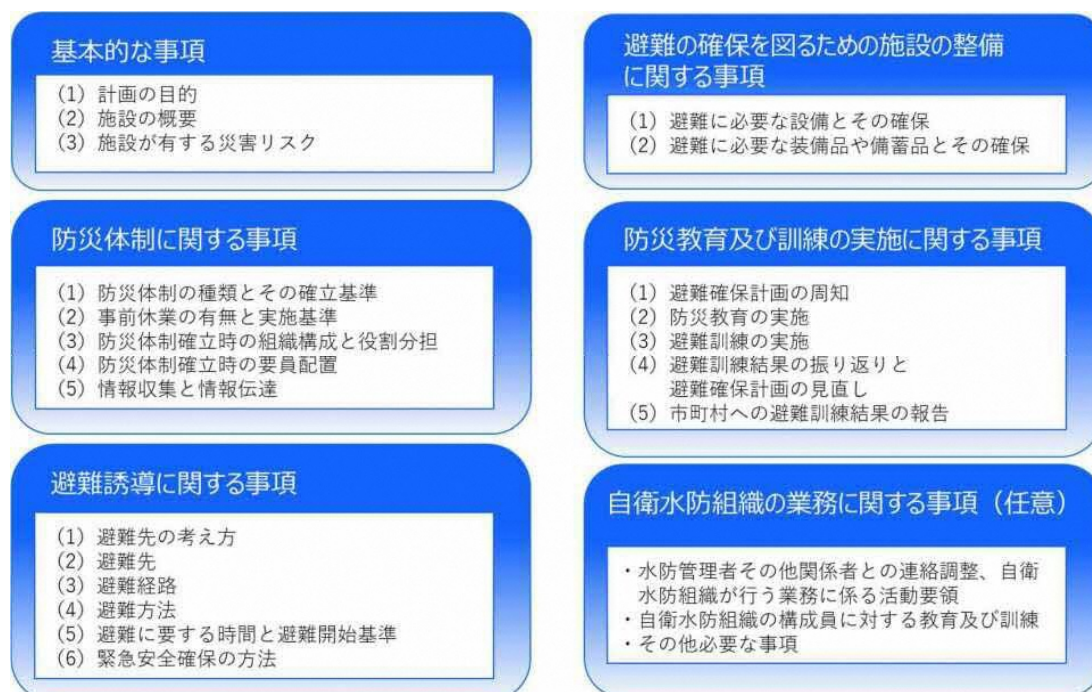 基本的な事項
(1) 計画の目的
(2) 施設の概要
(3) 施設が有する災害リスク
防災体制に関する事項
(1) 防災体制の種類とその確立基準
(2) 事前休業の有無と実施基準
(3) 防災体制確立時の組織構成と役割分担
(4) 防災体制確立時の要員配置
(5) 情報収集と情報伝達
避難誘導に関する事項
(1) 避難先の考え方
(2) 避難先
(3) 避難経路
(4) 避難方法
(5) 避難に要する時間と避難開始基準
(6) 緊急安全確保の方法
避難の確保を図るための施設の整備
に関する事項
(1) 避難に必要な設備とその確保
(2) 避難に必要な装備品や備蓄品とその確保
防災教育及び訓練の実施に関する事項
(1) 避難確保計画の周知
(2) 防災教育の実施
(3) 避難訓練の実施
(4) 避難訓練結果の振り返りと
避難確保計画の見直し
(5) 市町村への避難訓練結果の報告
自衛水防組織の業務に関する事項（任意）
・水防管理者その他関係者との連絡調整、自衛
水防組織が行う業務に係る活動要領
・自衛水防組織の構成員に対する教育及び訓練
・その他必要な事項